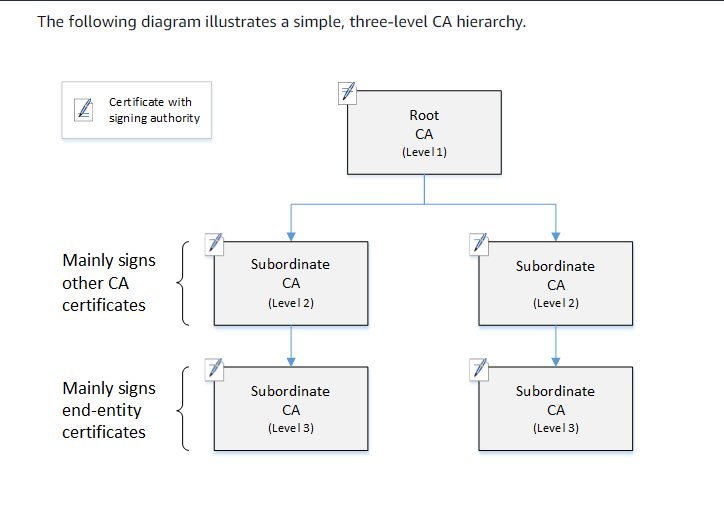 The following diagram illustrates a simple, three-level CA hierarchy.
Certificate with
signing authority
Root
CA
(Level 1)
Mainly signs
other CA
certificates
Subordinate
CA
(Level 2)
Subordinate
CA
(Level 2)
Mainly signs
end-entity
certificates
Subordinate
CA
(Level 3)
Subordinate
CA
(Level 3)